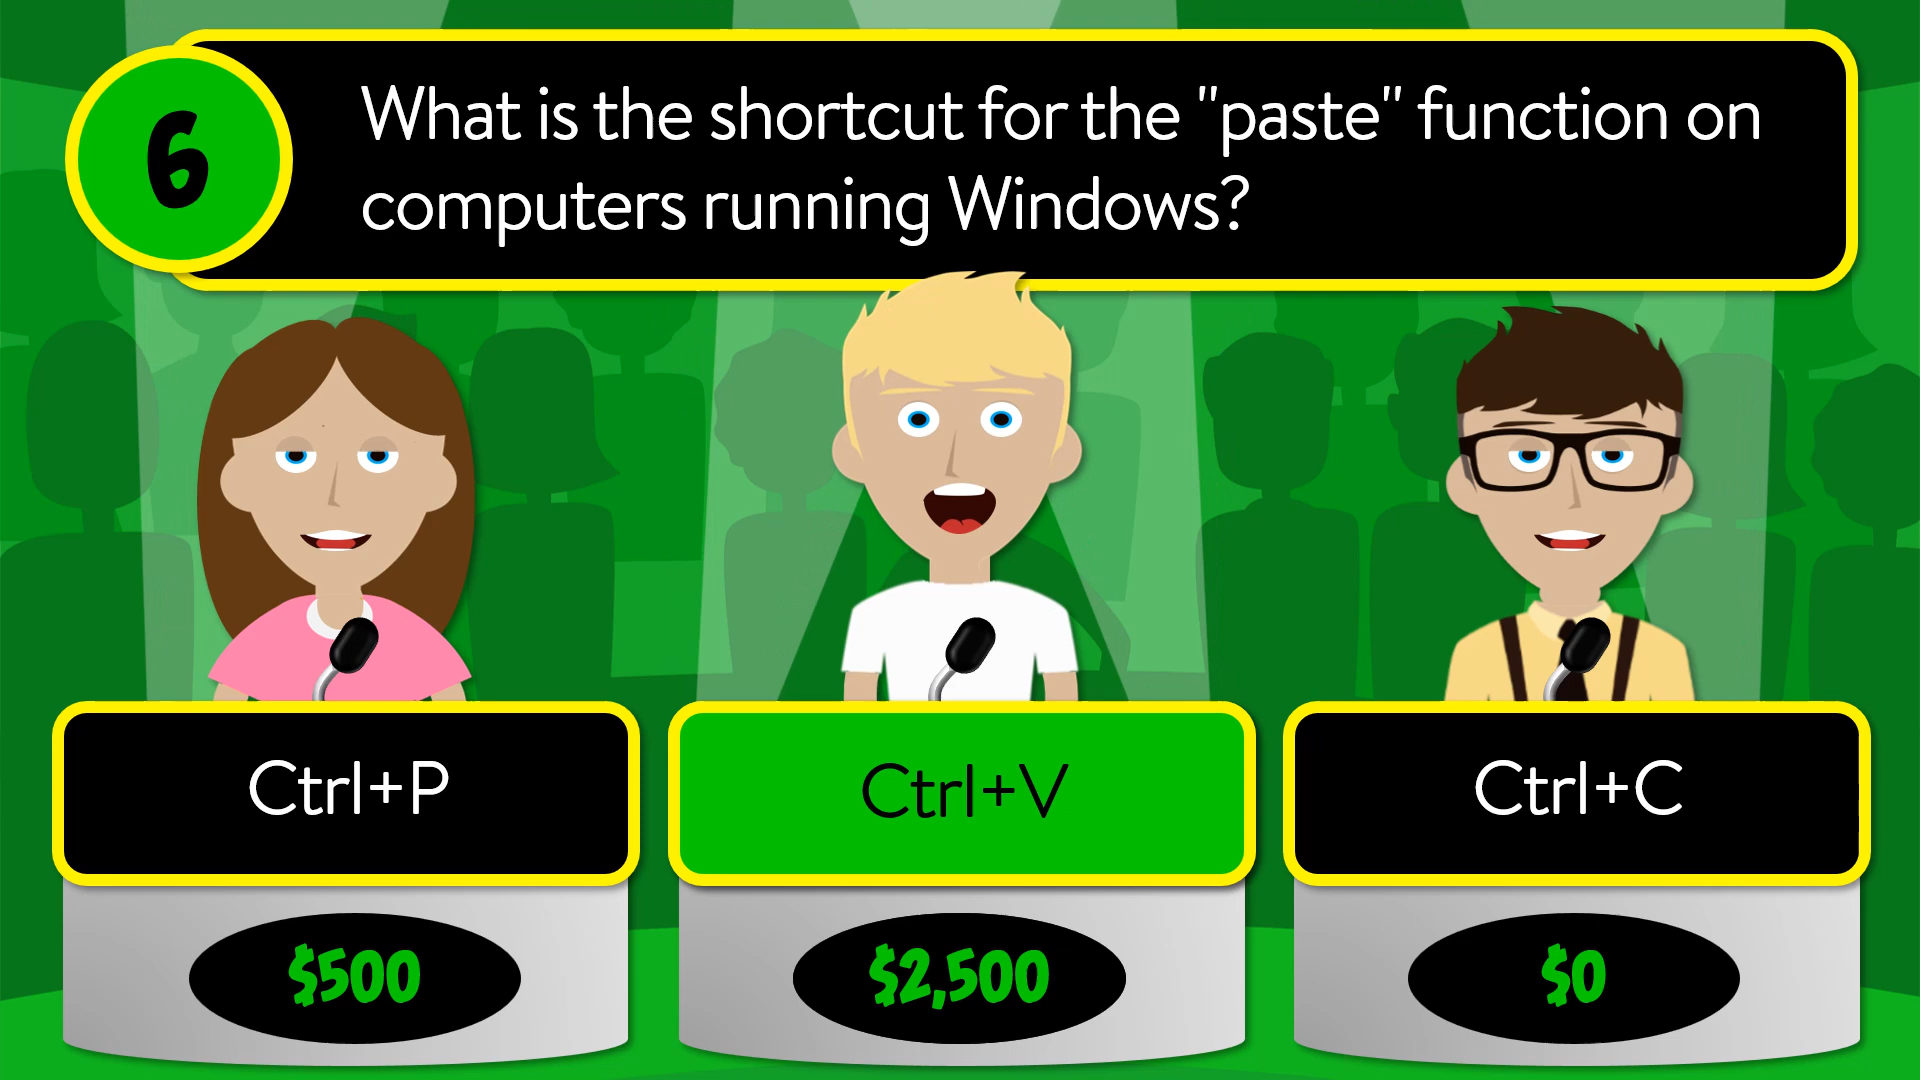 6
What is the shortcut for the "paste" function on
computers running Windows?
Ctrl+P
Ctrl+V
Ctrl+C
$500
$2,500
$0